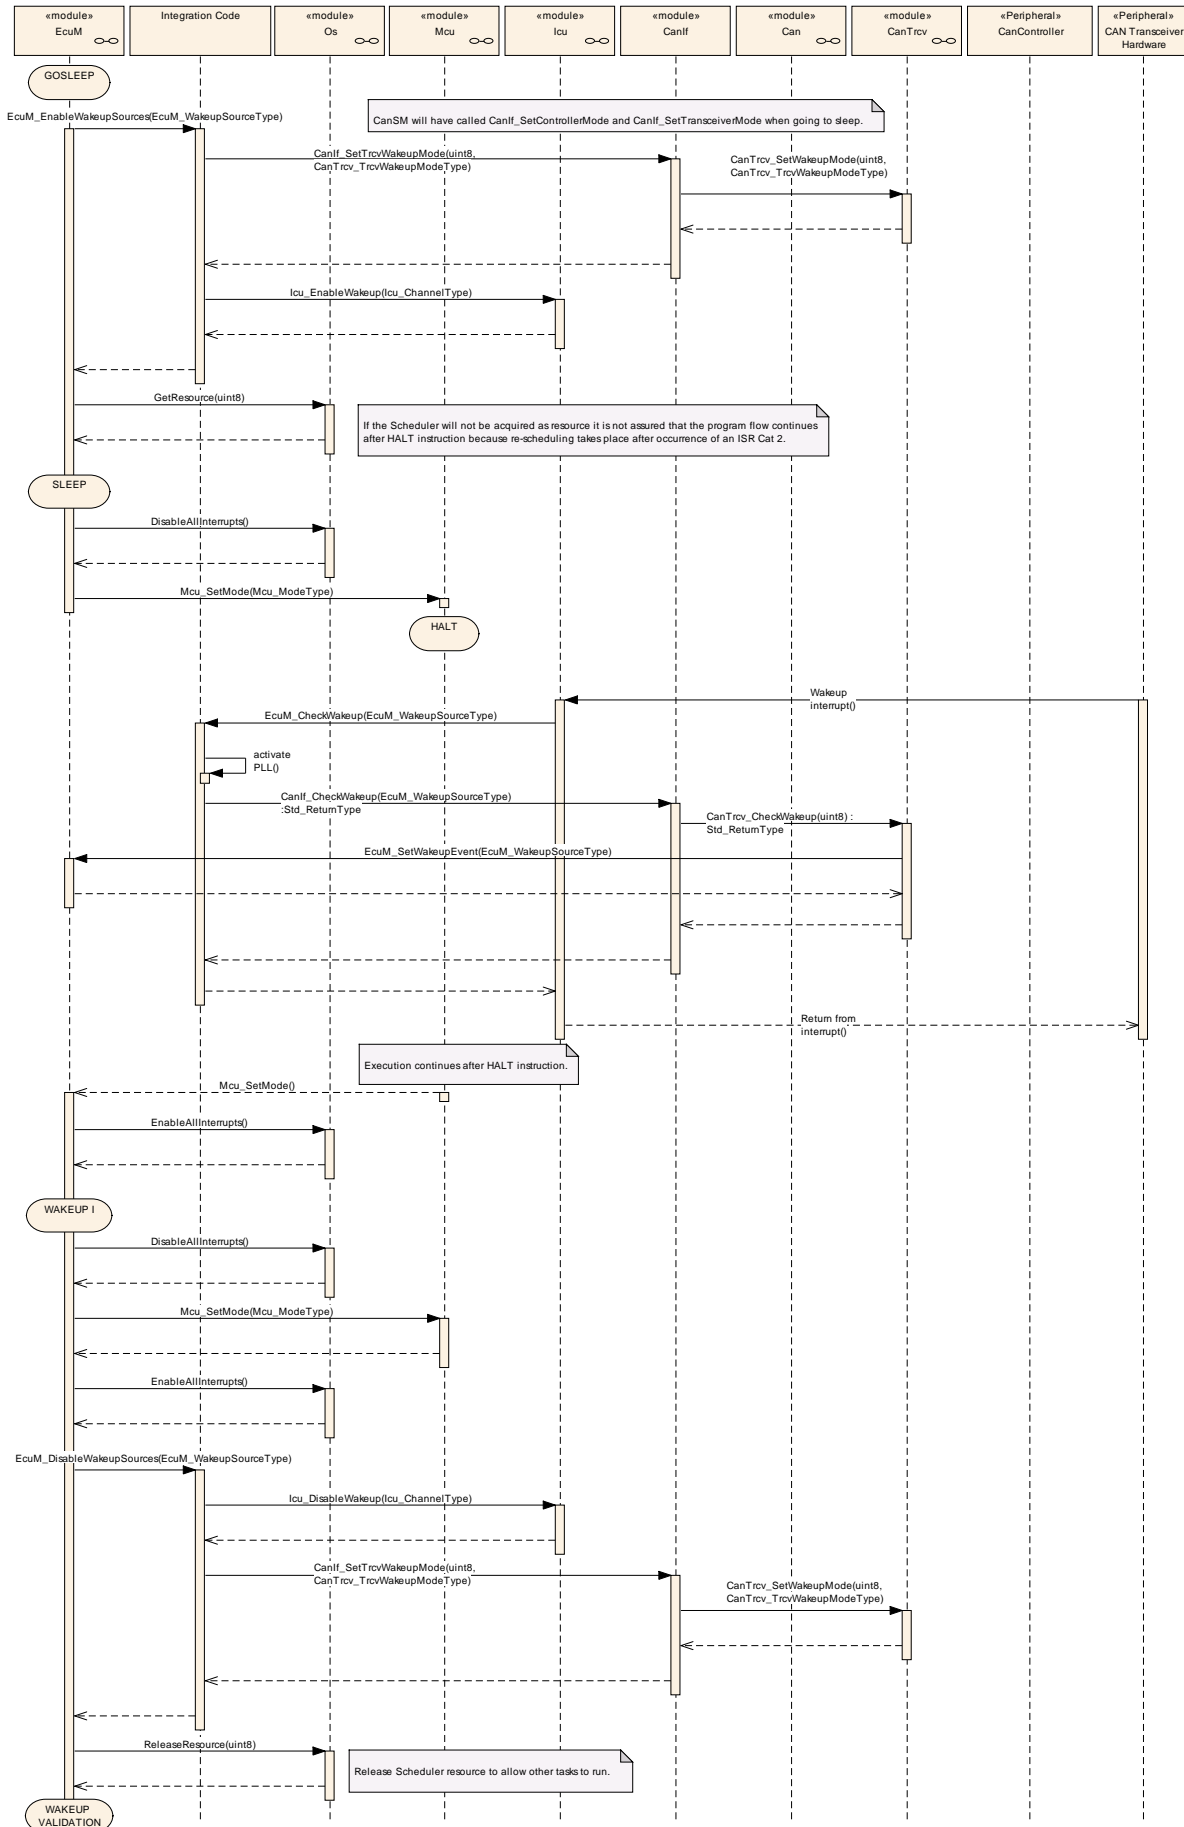 «module»
EcuM
Integration Code
«module»
Os
«module»
Mcu
«module»
Icu
«module»
CanIf
«module»
Can
«module»
CanTrcv
«Peripheral»
CanController
«Peripheral»
CAN Transceiver
Hardware
GOSLEEP
EcuM_EnableWakeupSources(EcuM_WakeupSourceType)
CanSM will have called CanIf_SetControllerMode and CanIf_SetTransceiverMode when going to sleep.
CanIf_SetTrcvWakeupMode(uint8,
CanTrcv_TrcvWakeupModeType)
CanTrcv_SetWakeupMode(uint8,
CanTrcv_TrcvWakeupModeType)
Icu_EnableWakeup(Icu_ChannelType)
GetResource(uint8)
If the Scheduler will not be acquired as resource it is not assured that the program flow continues
after HALT instruction because re-scheduling takes place after occurrence of an ISR Cat 2.
SLEEP
DisableAllInterrupts()
Mcu_SetMode(Mcu_ModeType)
HALT
Wakeup
interrupt()
EcuM_CheckWakeup(EcuM_WakeupSourceType)
activate
PLL()
CanIf_CheckWakeup(EcuM_WakeupSourceType)
:Std_ReturnType
CanTrcv_CheckWakeup(uint8) :
Std_ReturnType
EcuM_SetWakeupEvent(EcuM_WakeupSourceType)
Return from
interrupt()
Execution continues after HALT instruction.
Mcu_SetMode()
EnableAllInterrupts()
WAKEUP I
DisableAllInterrupts()
Mcu_SetMode(Mcu_ModeType)
EnableAllInterrupts()
EcuM_DisableWakeupSources(EcuM_WakeupSourceType)
Icu_DisableWakeup(Icu_ChannelType)
CanIf_SetTrcvWakeupMode(uint8,
CanTrcv_TrcvWakeupModeType)
CanTrcv_SetWakeupMode(uint8,
CanTrcv_TrcvWakeupModeType)
ReleaseResource(uint8)
Release Scheduler resource to allow other tasks to run.
WAKEUP
VALIDATION